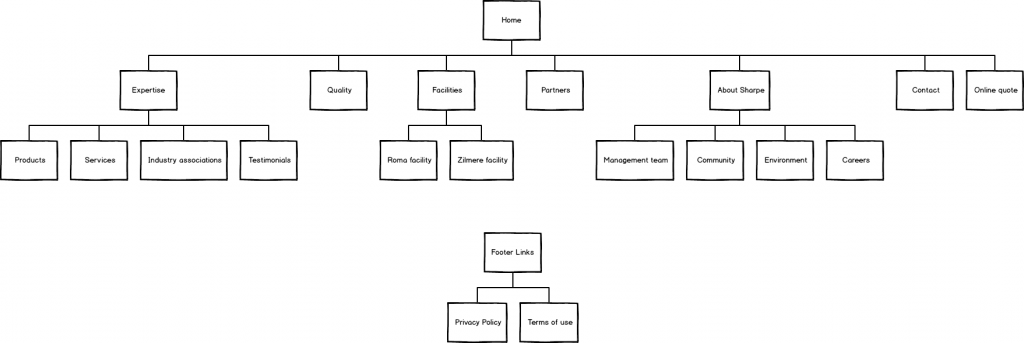 Home
Expertise
Quality
Facilities
Partners
About Sharpe
Contact
Online quote
Products
Services
Industry associations
Testimonials
Roma facility
Zilmere facility
Management team
Community
Environment
Careers
Footer Links
Privacy Policy
Terms of use